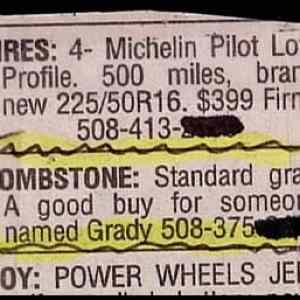 IRES: 4- Michelin Pilot Lo
Profile. 500 miles, bran
new 225/50R16. $399 Firm
508-413-
OMBSTONE: Standard gra
A good buy for someon
named Grady 508-375
OY: POWER WHEELS JE